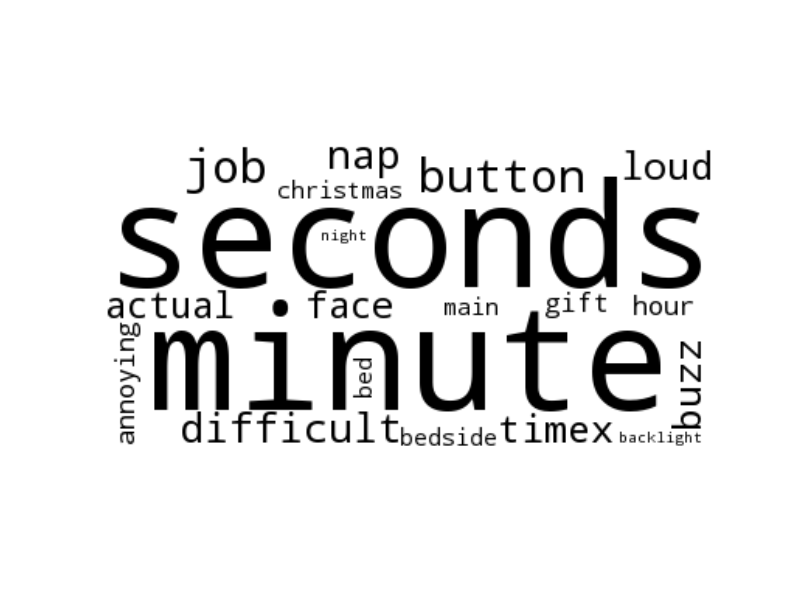 job nap button loud
christmas
seconds
night
actual face main gift hour
minute
annoying
bed
buzz
difficult bedside timex backlight